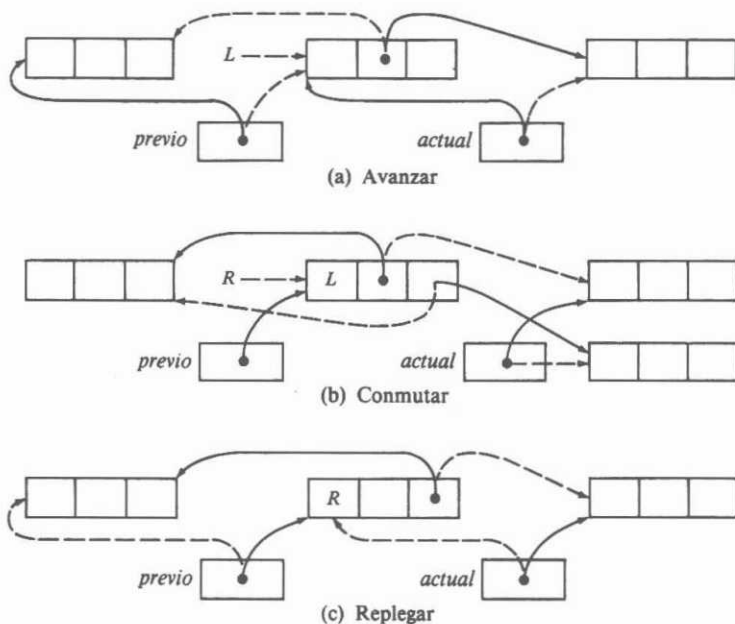 L
previo
actual
(a) Avanzar
R
L
previo
actual
(b) Conmutar
R
previo
actual
(c) Replegar